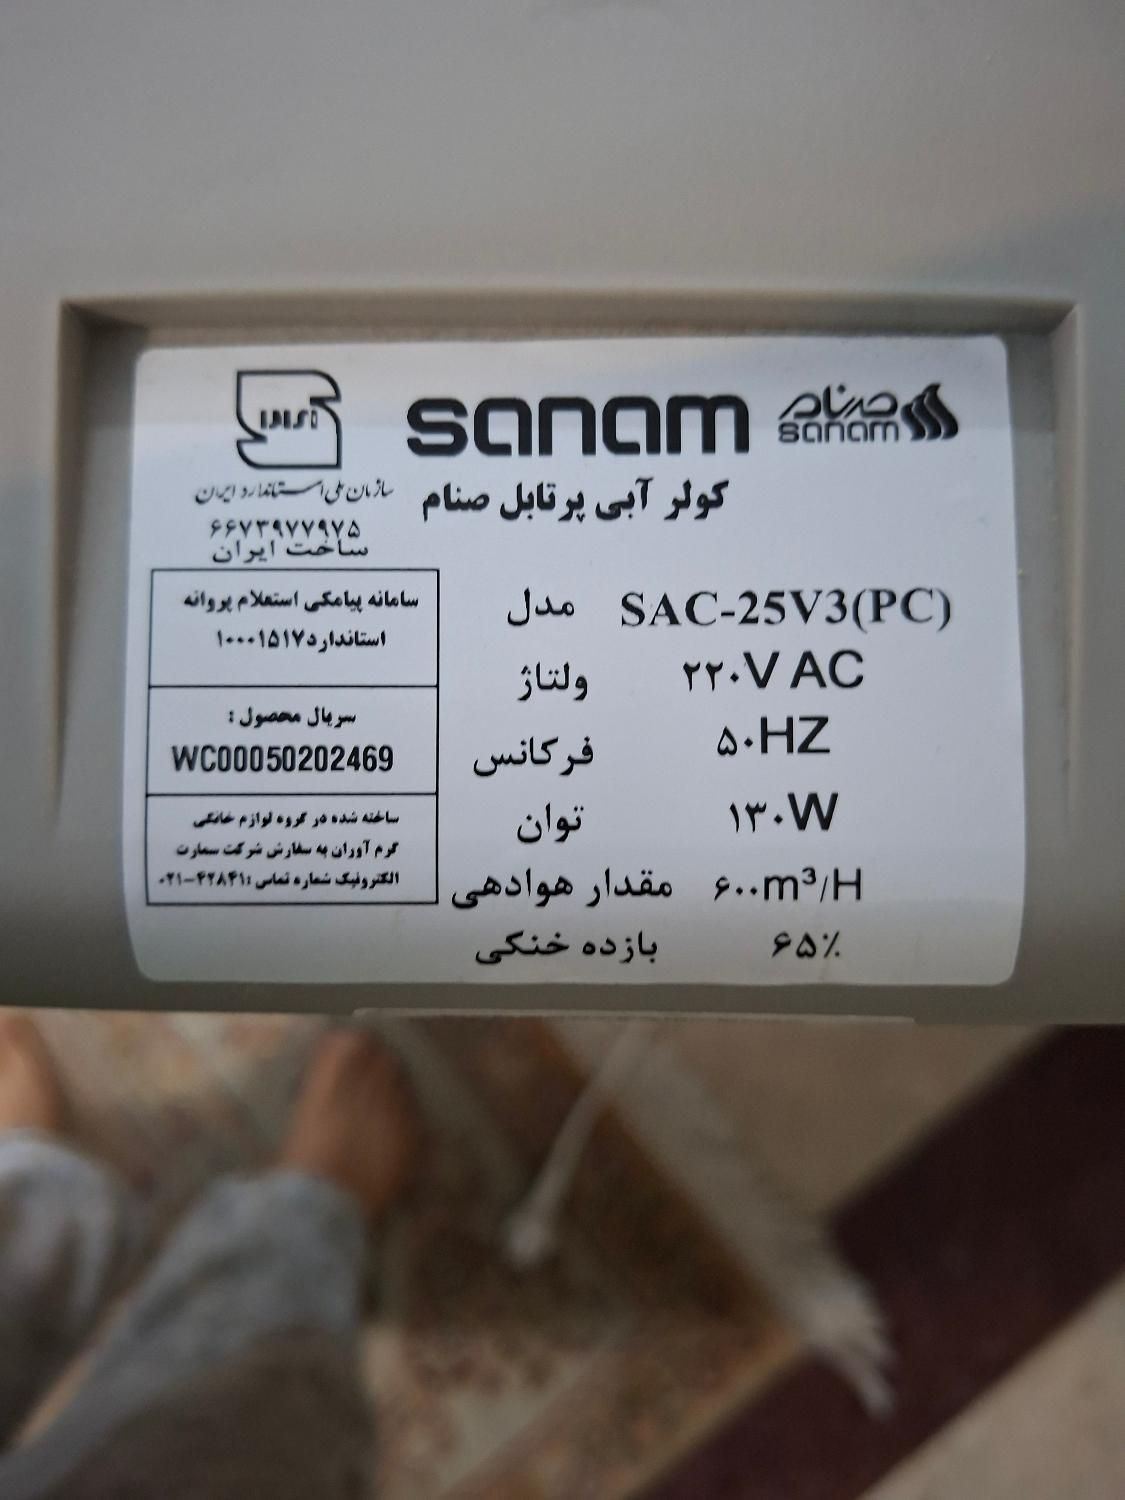 sanam
صنام
sanam
کولر آبی پرتابل صنام
سازمان ملی استاندارد ایران
۶۶۷۳۹۷۷۹۷۵
ساخت ایران
سامانه پیامکی استعلام پروانه
استاندارد۱۰۰۰۱۵۱۷
سریال محصول :
WC00050202469
ساخته شده در گروه لوازم خانگی
گرم آوران به سفارش شرکت سمارت
الکترونیک شماره تماس :۴۲۸۴۱-۰۲۱
مدل SAC-25V3(PC)
ولتاژ ۲۲۰V AC
فرکانس ۵۰HZ
توان ۱۳۰W
مقدار هوادهی ۶۰۰m³/H
بازده خنکی ۶۵٪